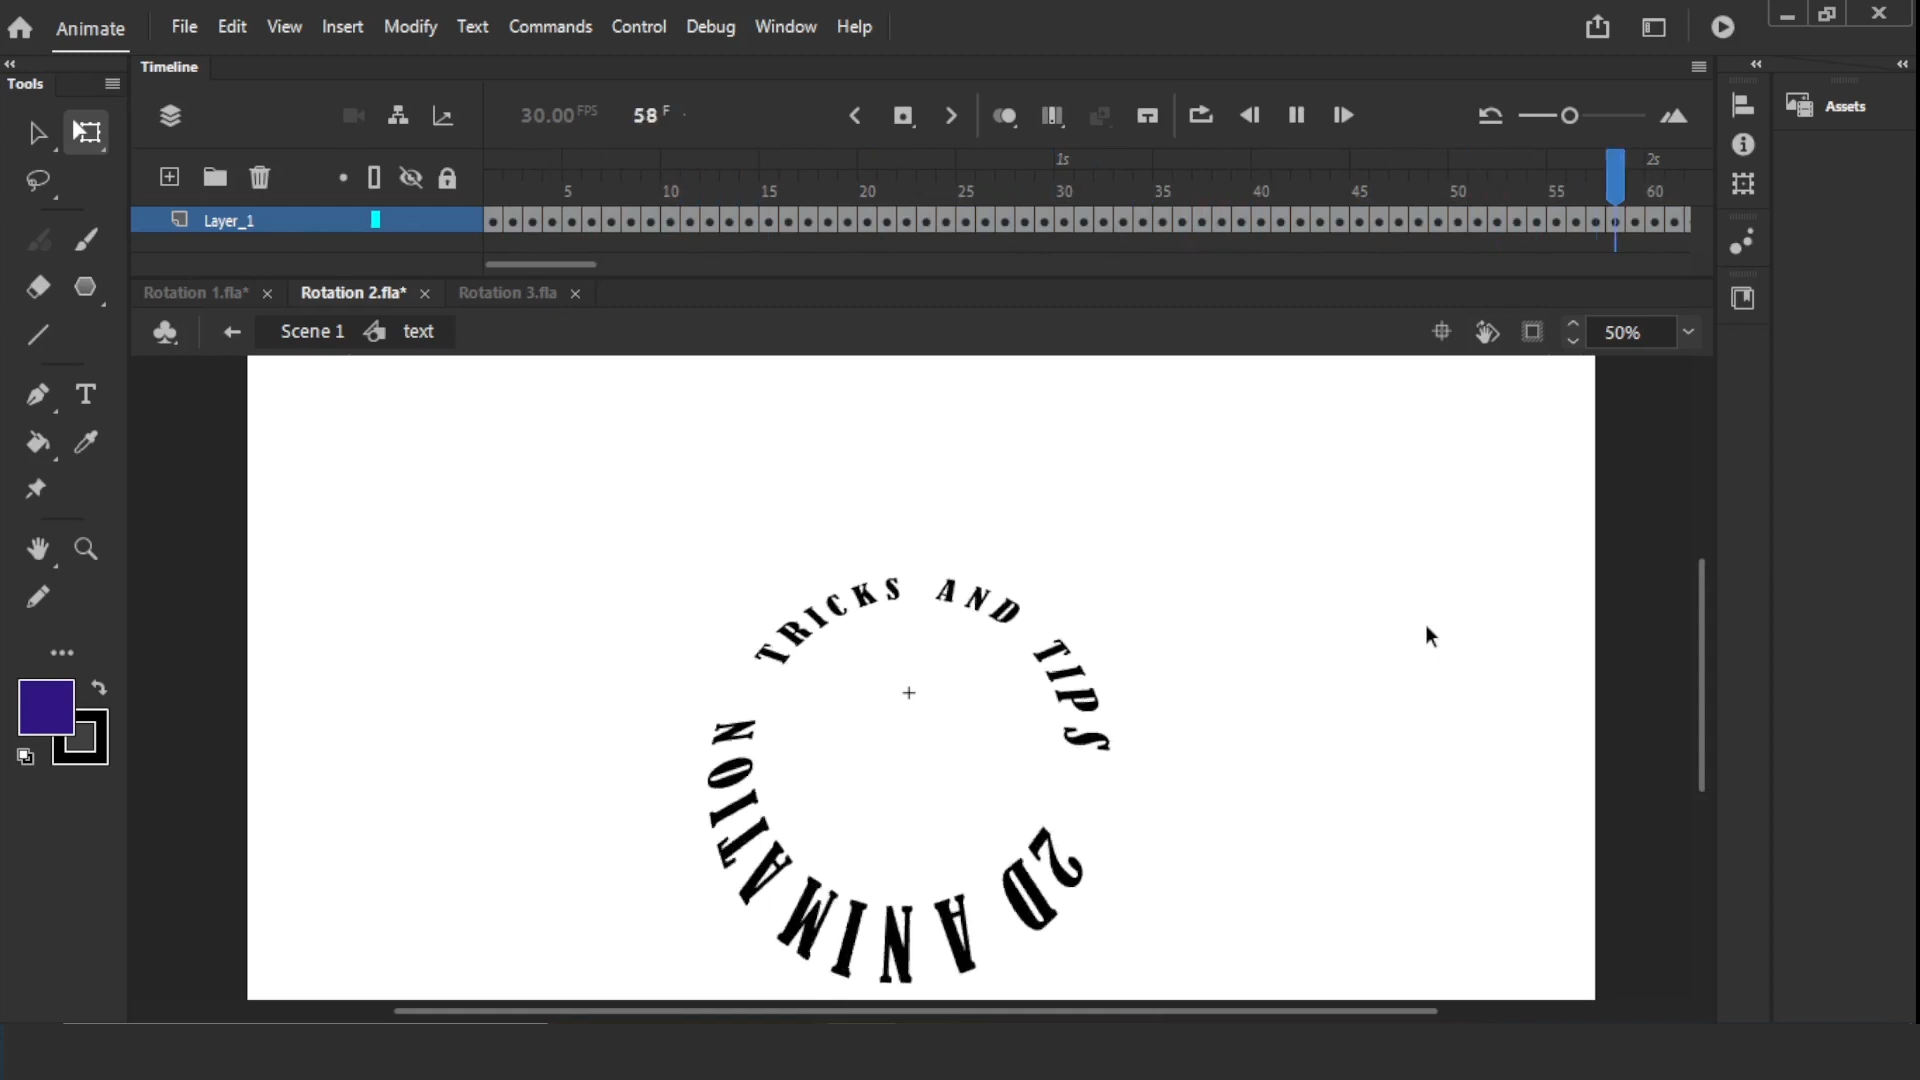 Animate File Edit View Insert Modify Text Commands Control Debug Window Help
Tools
Timeline
30.00 FPS 58 F
Assets
1s 2s
5 10 15 20 25 30 35 40 45 50 55 60
Layer_1
Rotation 1.fla* Rotation 2.fla* Rotation 3.fla
Scene 1 text 50%
T
TRICKS AND TIPS
2D ANIMATION